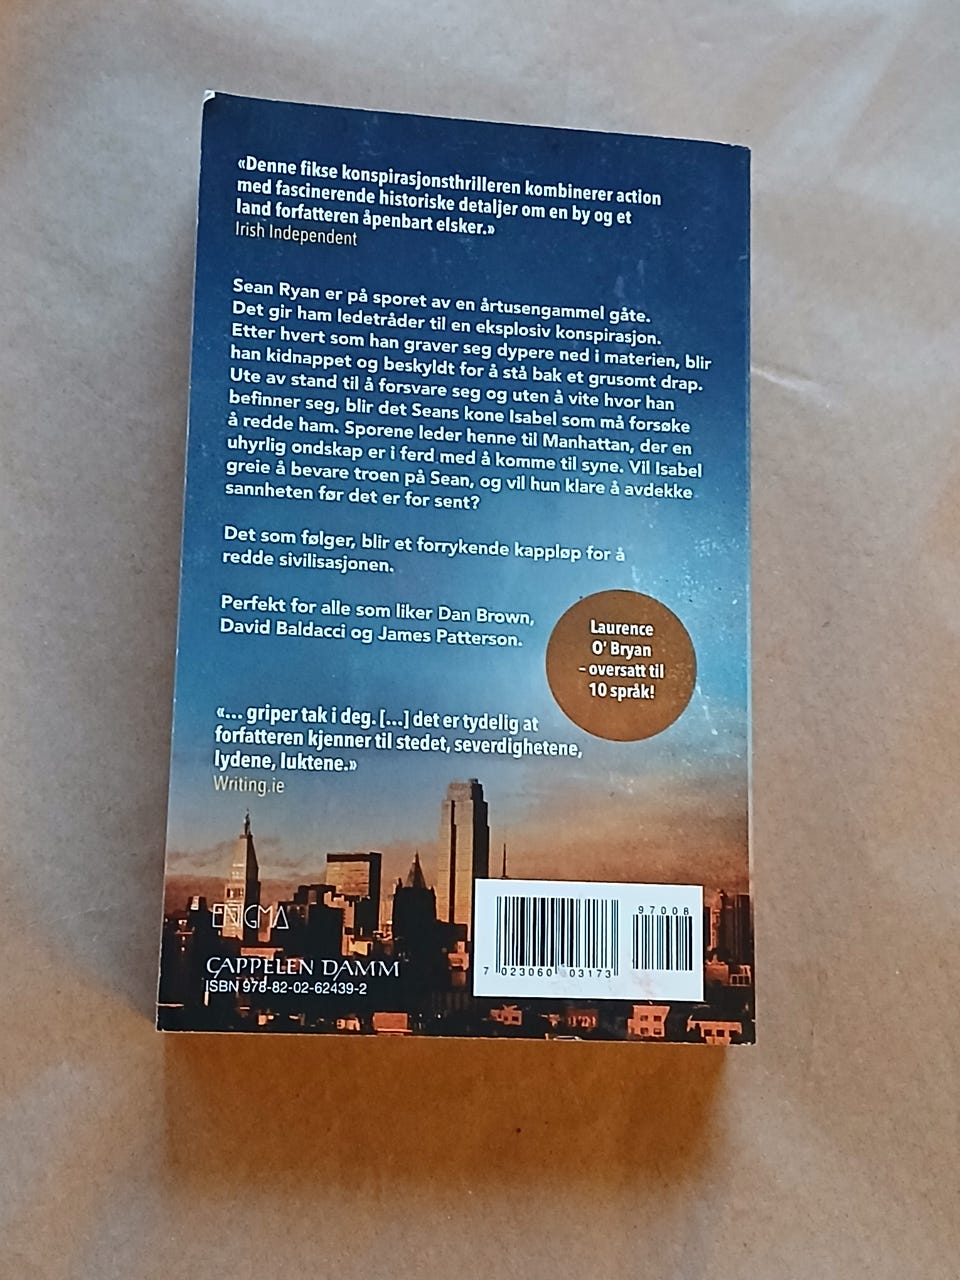 «Denne fikse konspirasjonsthrilleren kombinerer action
med fascinerende historiske detaljer om en by og et
land forfatteren åpenbart elsker.»
Irish Independent
Sean Ryan er på sporet av en årtusengammel gåte.
Det gir ham ledetråder til en eksplosiv konspirasjon.
Etter hvert som han graver seg dypere ned i materien, blir
han kidnappet og beskyldt for å stå bak et grusomt drap.
Ute av stand til å forsvare seg og uten å vite hvor han
befinner seg, blir det Seans kone Isabel som må forsøke
å redde ham. Sporene leder henne til Manhattan, der en
uhyrlig ondskap er i ferd med å komme til syne. Vil Isabel
greie å bevare troen på Sean, og vil hun klare å avdekke
sannheten før det er for sent?
Det som følger, blir et forrykende kappløp for å
redde sivilisasjonen.
Perfekt for alle som liker Dan Brown,
David Baldacci og James Patterson.
Laurence
O' Bryan
– oversatt til
10 språk!
«... griper tak i deg. [...] det er tydelig at
forfatteren kjenner til stedet, severdighetene,
lydene, luktene.»
Writing.ie
ENIGMA
CAPPELEN DAMM
ISBN 978-82-02-62439-2
97008
7 023060 03173